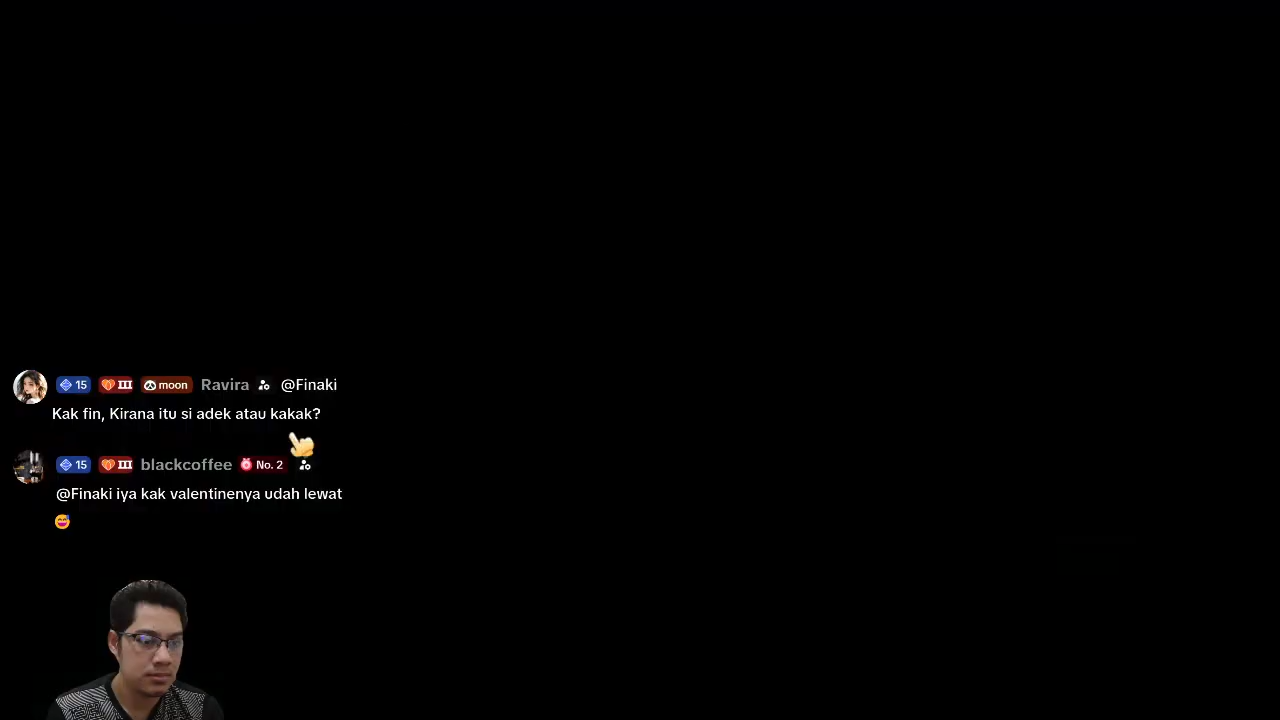 15 III moon Ravira @Finaki
Kak fin, Kirana itu si adek atau kakak?
15 III blackcoffee No. 2
@Finaki iya kak valentinenya udah lewat